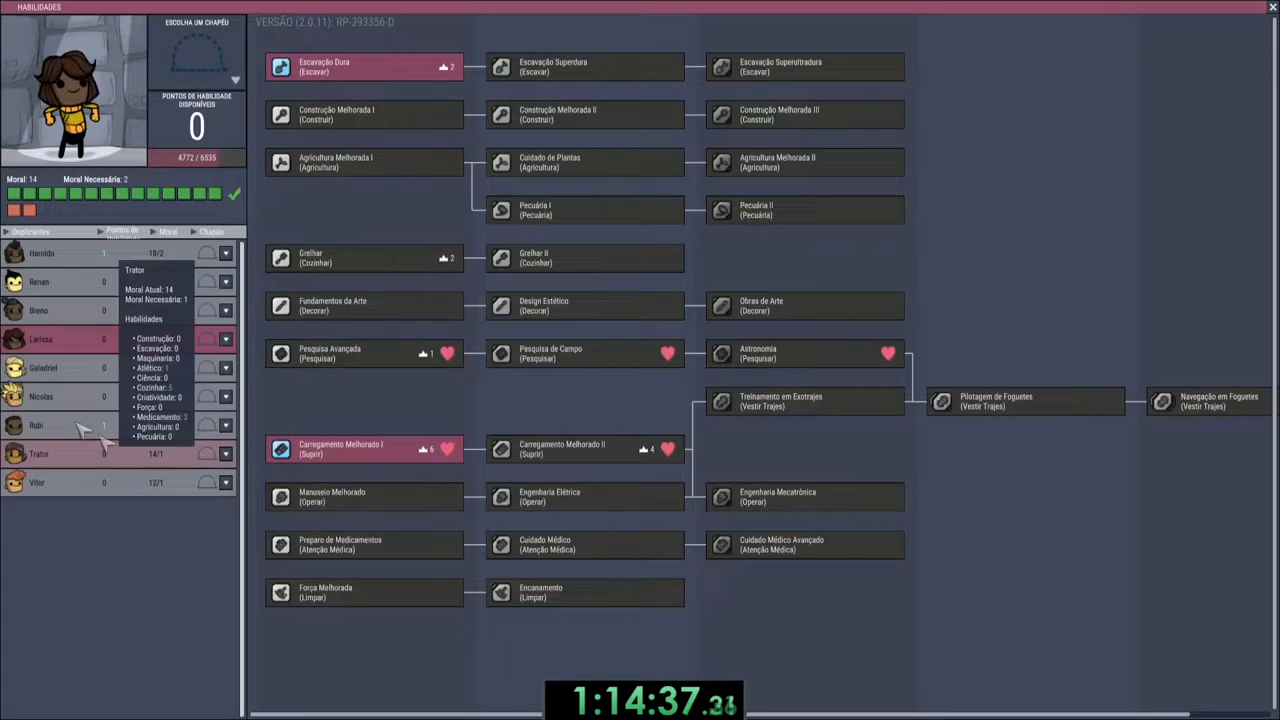 HABILIDADES
ESCOLHA UM CHAPÉU
PONTOS DE HABILIDADE
DISPONÍVEIS
0
4772 / 6535
Moral: 14 Moral Necessária: 2
Duplicantes Pontos de Moral Chapéu
Haroldo 1 18/2
Renan 0
Breno 0
Larissa 0
Galadriel 0
Nicolas 0
Rubi 1
Trator 0 14/1
Vitor 0 12/1
Trator
Moral Atual: 14
Moral Necessária: 1
Habilidades
• Construção: 0
• Escavação: 0
• Maquinaria: 0
• Atlético: 1
• Ciência: 0
• Cozinhar: 5
• Criatividade: 0
• Força: 0
• Medicamento: 3
• Agricultura: 0
• Pecuária: 0
VERSÃO (2.0.11): RP-393356-D
Escavação Dura
(Escavar)
2
Escavação Superdura
(Escavar)
Escavação Superultradura
(Escavar)
Construção Melhorada I
(Construir)
Construção Melhorada II
(Construir)
Construção Melhorada III
(Construir)
Agricultura Melhorada I
(Agricultura)
Cuidado de Plantas
(Agricultura)
Agricultura Melhorada II
(Agricultura)
Pecuária I
(Pecuária)
Pecuária II
(Pecuária)
Grelhar
(Cozinhar)
2
Grelhar II
(Cozinhar)
Fundamentos da Arte
(Decorar)
Design Estético
(Decorar)
Obras de Arte
(Decorar)
Pesquisa Avançada
(Pesquisar)
1
Pesquisa de Campo
(Pesquisar)
Astronomia
(Pesquisar)
Treinamento em Exotrajes
(Vestir Trajes)
Pilotagem de Foguetes
(Vestir Trajes)
Navegação em Foguetes
(Vestir Trajes)
Carregamento Melhorado I
(Suprir)
6
Carregamento Melhorado II
(Suprir)
4
Manuseio Melhorado
(Operar)
Engenharia Elétrica
(Operar)
Engenharia Mecatrônica
(Operar)
Preparo de Medicamentos
(Atenção Médica)
Cuidado Médico
(Atenção Médica)
Cuidado Médico Avançado
(Atenção Médica)
Força Melhorada
(Limpar)
Encanamento
(Limpar)
1:14:37.36